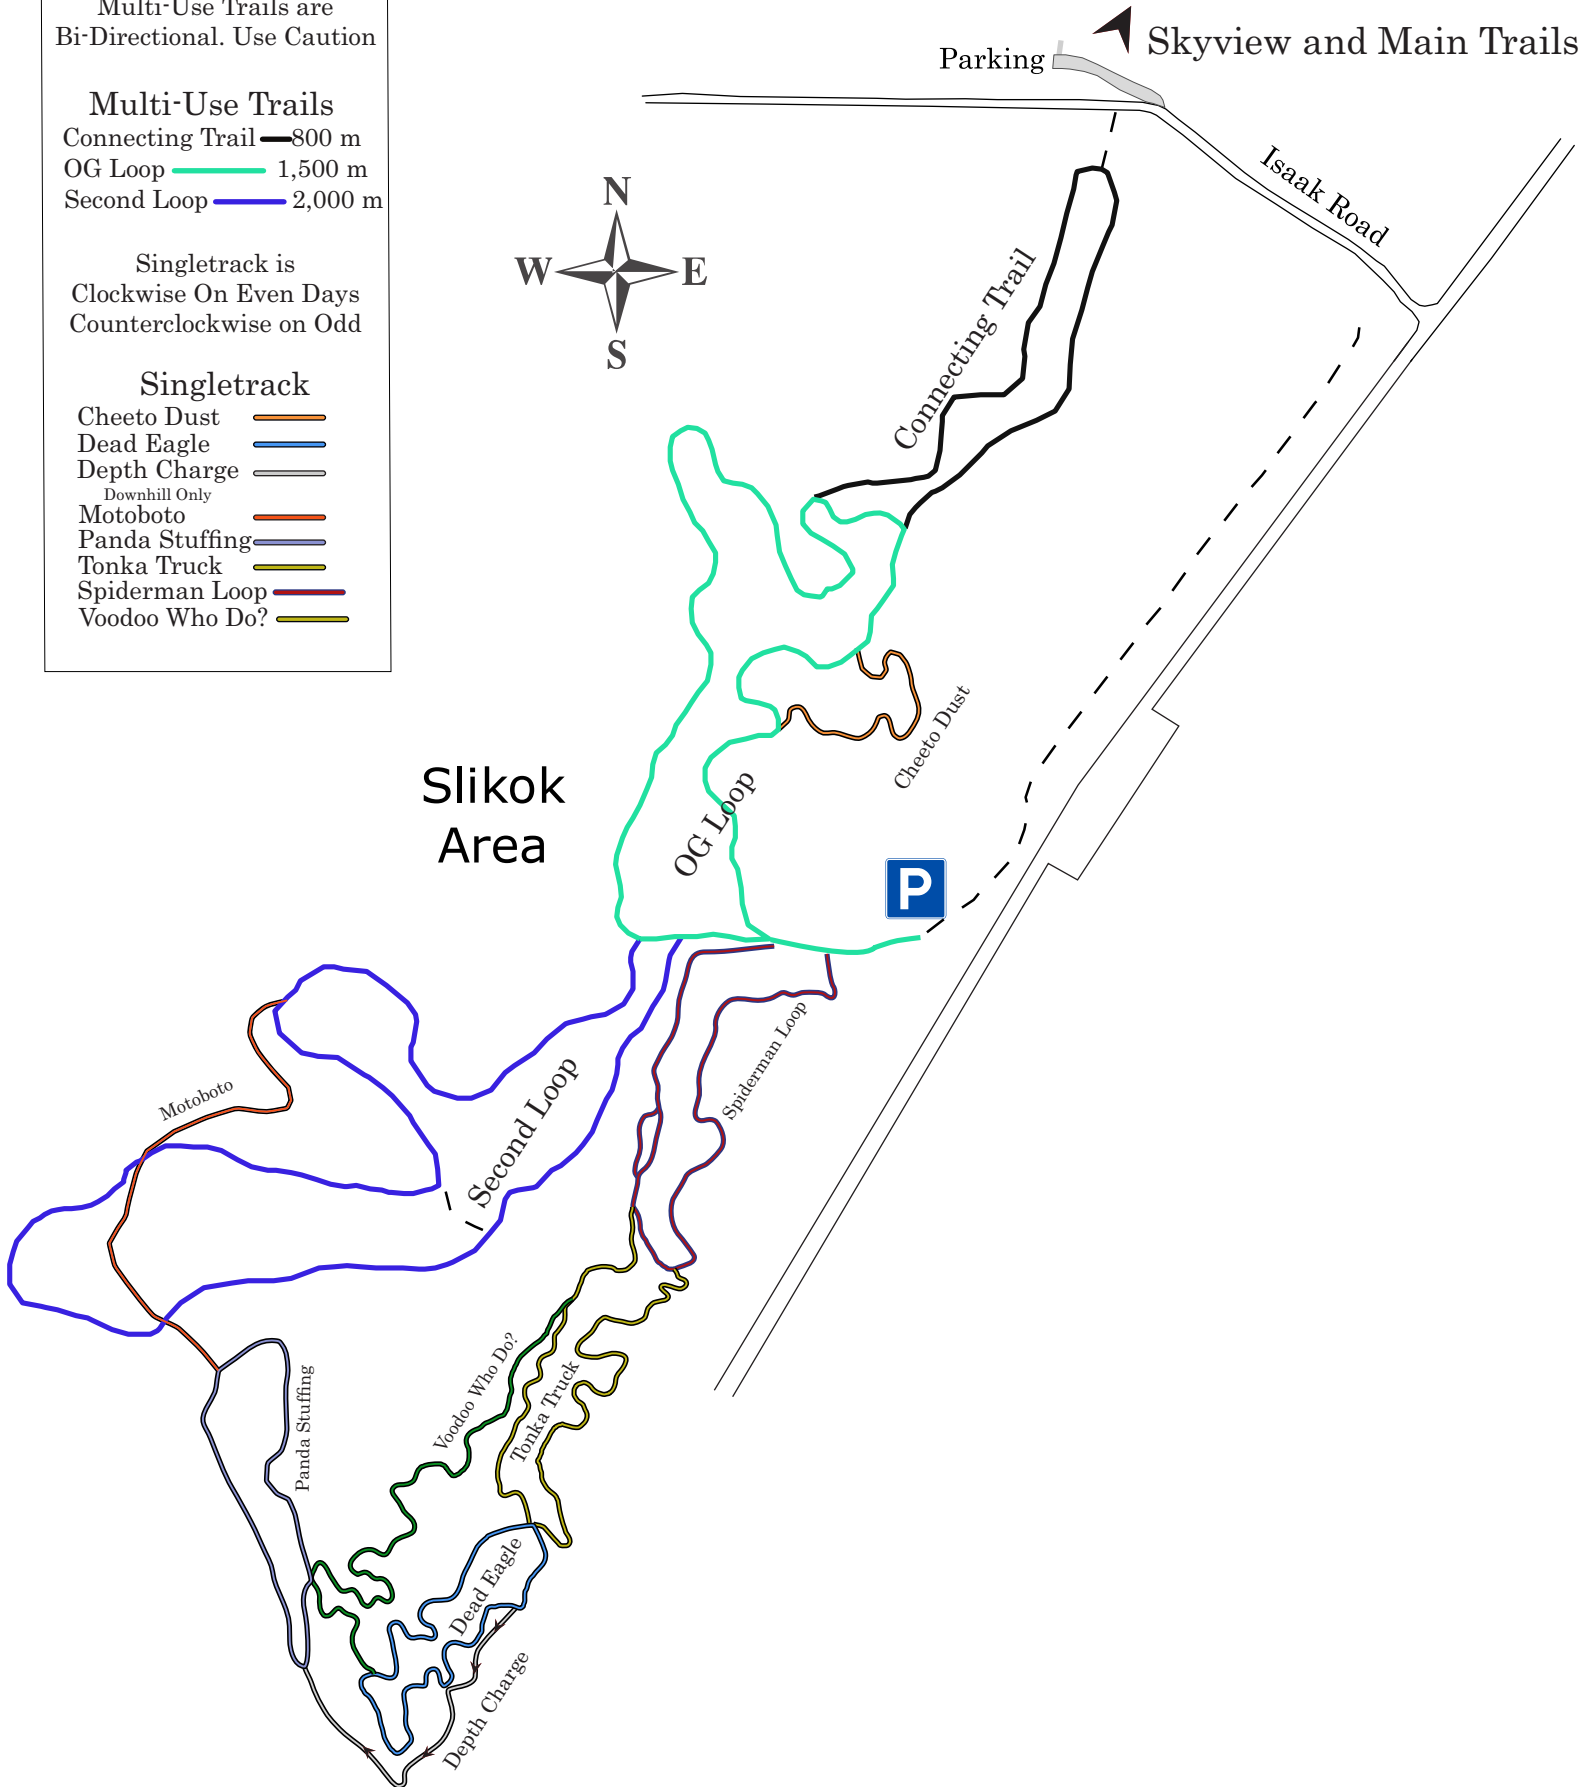 Multi-Use Trails are
Bi-Directional. Use Caution
Multi-Use Trails
Connecting Trail 800 m
OG Loop 1,500 m
Second Loop 2,000 m
Singletrack is
Clockwise On Even Days
Counterclockwise on Odd
Singletrack
Cheeto Dust
Dead Eagle
Depth Charge
Downhill Only
Motoboto
Panda Stuffing
Tonka Truck
Spiderman Loop
Voodoo Who Do?
Skyview and Main Trails
Parking
Isaak Road
N
W E
S
Connecting Trail
Cheeto Dust
OG Loop
Slikok
Area
P
Spiderman Loop
Second Loop
Motoboto
Voodoo Who Do?
Tonka Truck
Panda Stuffing
Dead Eagle
Depth Charge